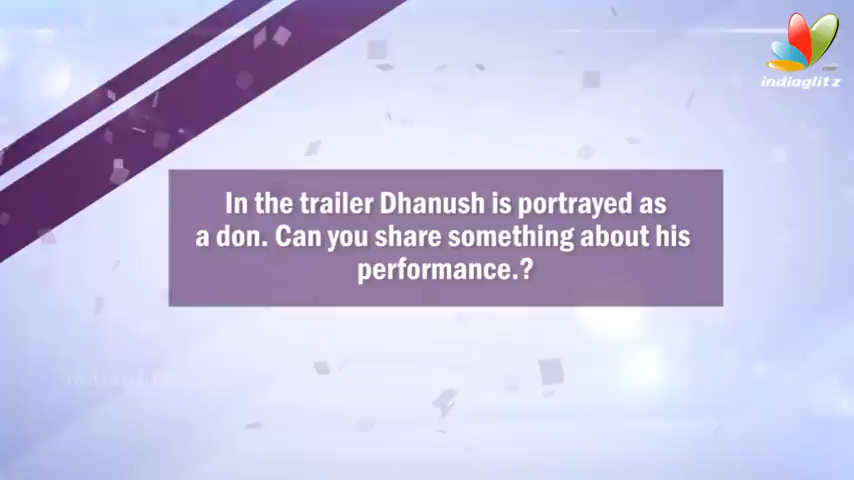 indiaglitz
In the trailer Dhanush is portrayed as
a don. Can you share something about his
performance.?